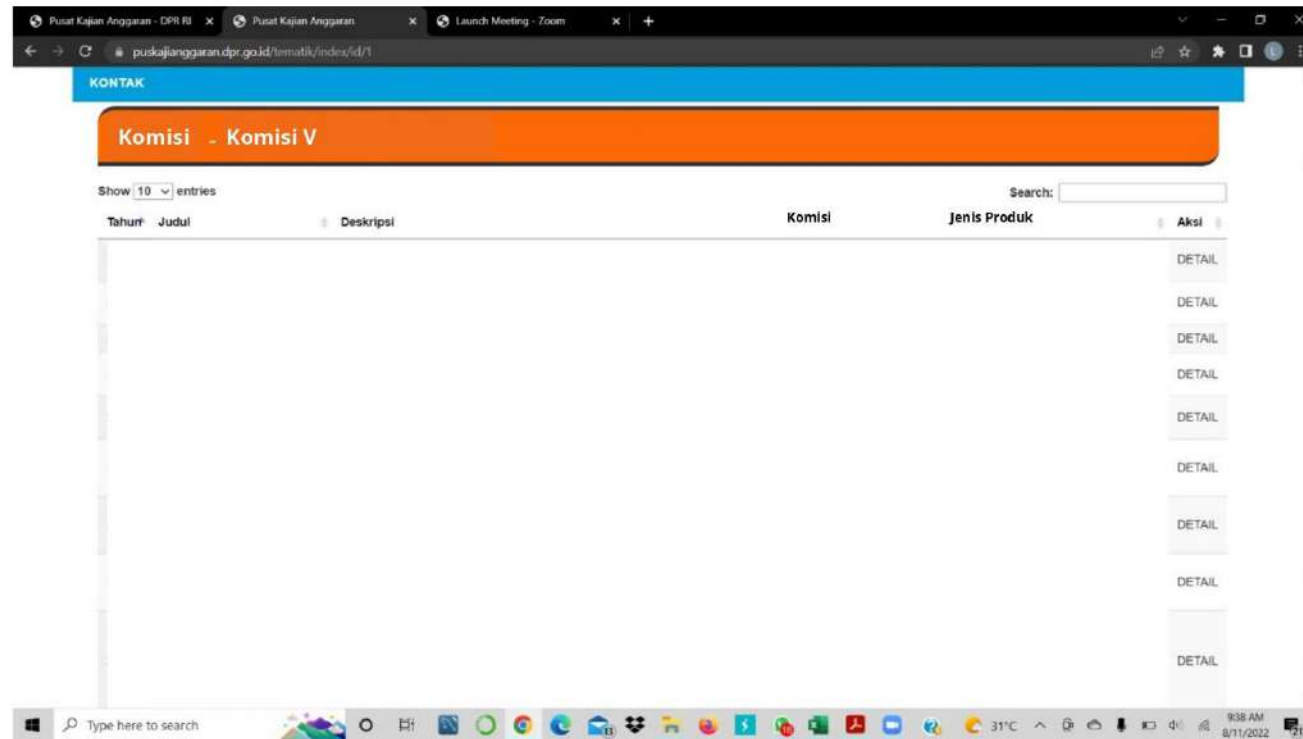 Pusat Kajian Anggaran - DPR RI
Pusat Kajian Anggaran
Launch Meeting - Zoom
puskajianggaran.dpr.go.id/tematik/index/id/1
KONTAK
Komisi - Komisi V
Show 10 entries
Search:
Tahun Judul Deskripsi Komisi Jenis Produk Aksi
DETAIL
DETAIL
DETAIL
DETAIL
DETAIL
DETAIL
DETAIL
DETAIL
DETAIL
Type here to search
31°C
9:38 AM
8/11/2022